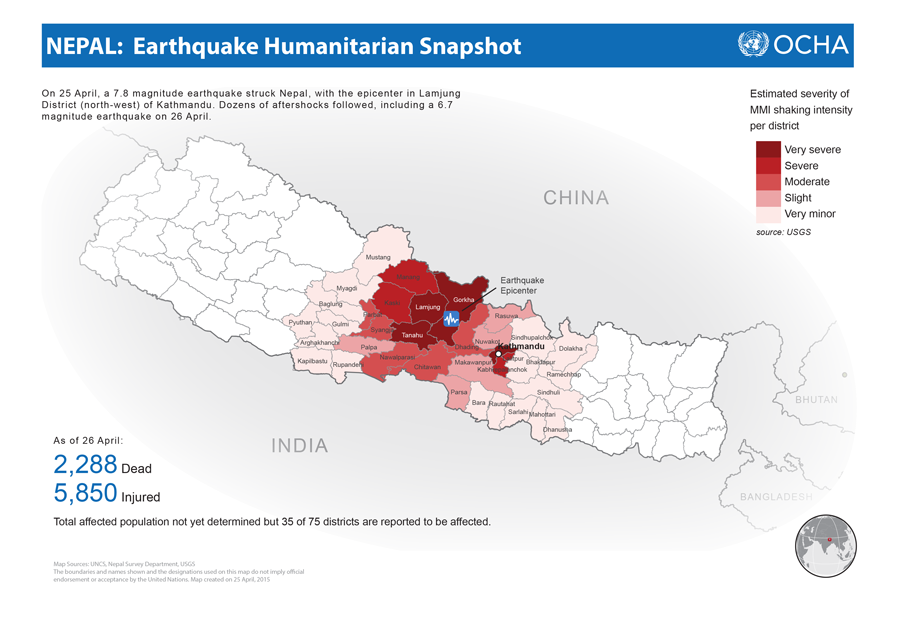 NEPAL: Earthquake Humanitarian Snapshot
OCHA
On 25 April, a 7.8 magnitude earthquake struck Nepal, with the epicenter in Lamjung
District (north-west) of Kathmandu. Dozens of aftershocks followed, including a 6.7
magnitude earthquake on 26 April.
Estimated severity of
MMI shaking intensity
per district
Very severe
Severe
Moderate
Slight
Very minor
source: USGS
CHINA
Mustang
Earthquake
Epicenter
Myagdi
Gorkha
Baglung
Lamjung
Rasuwa
Pyuthan
Gulmi
Syangja
Tanahu
Sindhupalchok
Arghakhanchi
Palpa
Dhading
Nuwakot
Kathmandu
Dolakha
Nawalparasi
Kapilbastu
Rupandehi
Chitawan
Makawanpur
Bhaktapur
Ramechhap
Parsa
Sindhuli
Bara
Rautahat
Sarlahi
Mahottari
Dhanusha
BHUTAN
INDIA
BANGLADESH
As of 26 April:
2,288 Dead
5,850 Injured
Total affected population not yet determined but 35 of 75 districts are reported to be affected.
Map Sources: UNCS, Nepal Survey Department, USGS
The boundaries and names shown and the designations used on this map do not imply official
endorsement or acceptance by the United Nations. Map created on 25 April, 2015